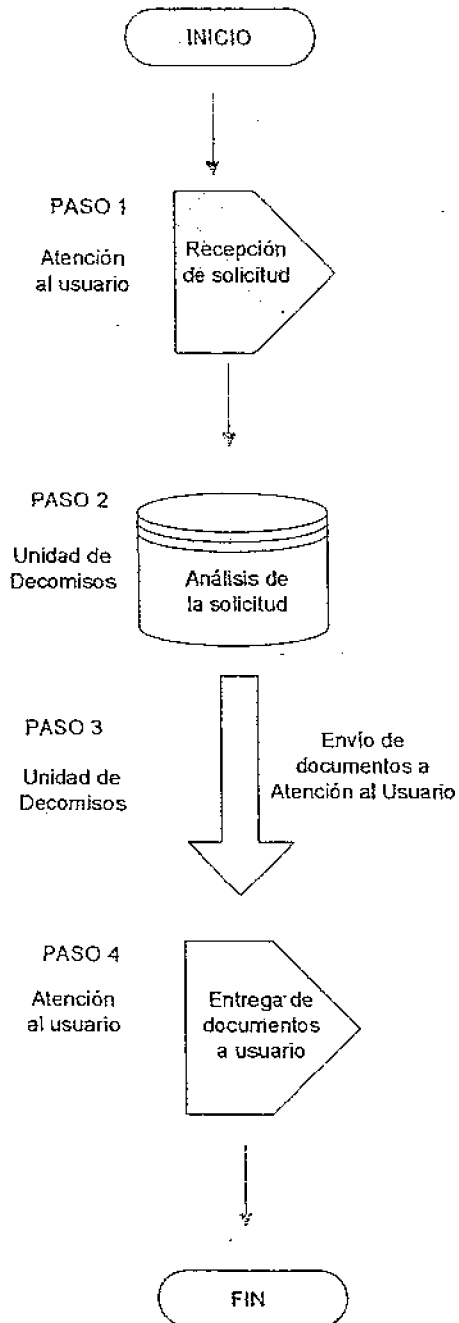 INICIO
PASO 1
Atención
al usuario
Recepción
de solicitud
PASO 2
Unidad de
Decomisos
Análisis de
la solicitud
PASO 3
Unidad de
Decomisos
Envío de
documentos a
Atención al Usuario
PASO 4
Atención
al usuario
Entrega de
documentos
a usuario
FIN